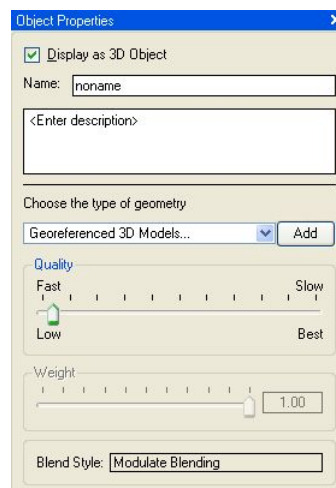 Object Properties
Display as 3D Object
Name: noname
<Enter description>
Choose the type of geometry
Georeferenced 3D Models... Add
Quality
Fast Slow
Low Best
Weight
1.00
Blend Style: Modulate Blending